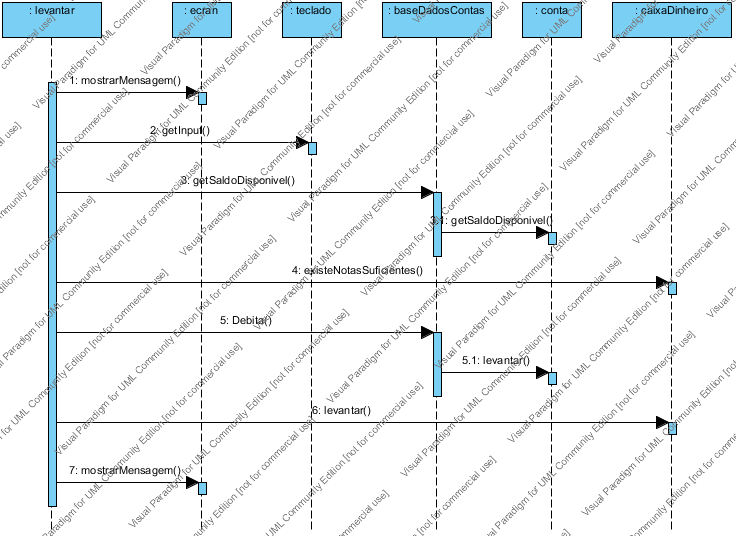 : levantar
: ecran
: teclado
: baseDadosContas
: conta
: caixaDinheiro
1: mostrarMensagem()
2: getInput()
3: getSaldoDisponivel()
3.1: getSaldoDisponivel()
4: existeNotasSuficientes()
5: Debita()
5.1: levantar()
6: levantar()
7: mostrarMensagem()
Visual Paradigm for UML Community Edition [not for commercial use]